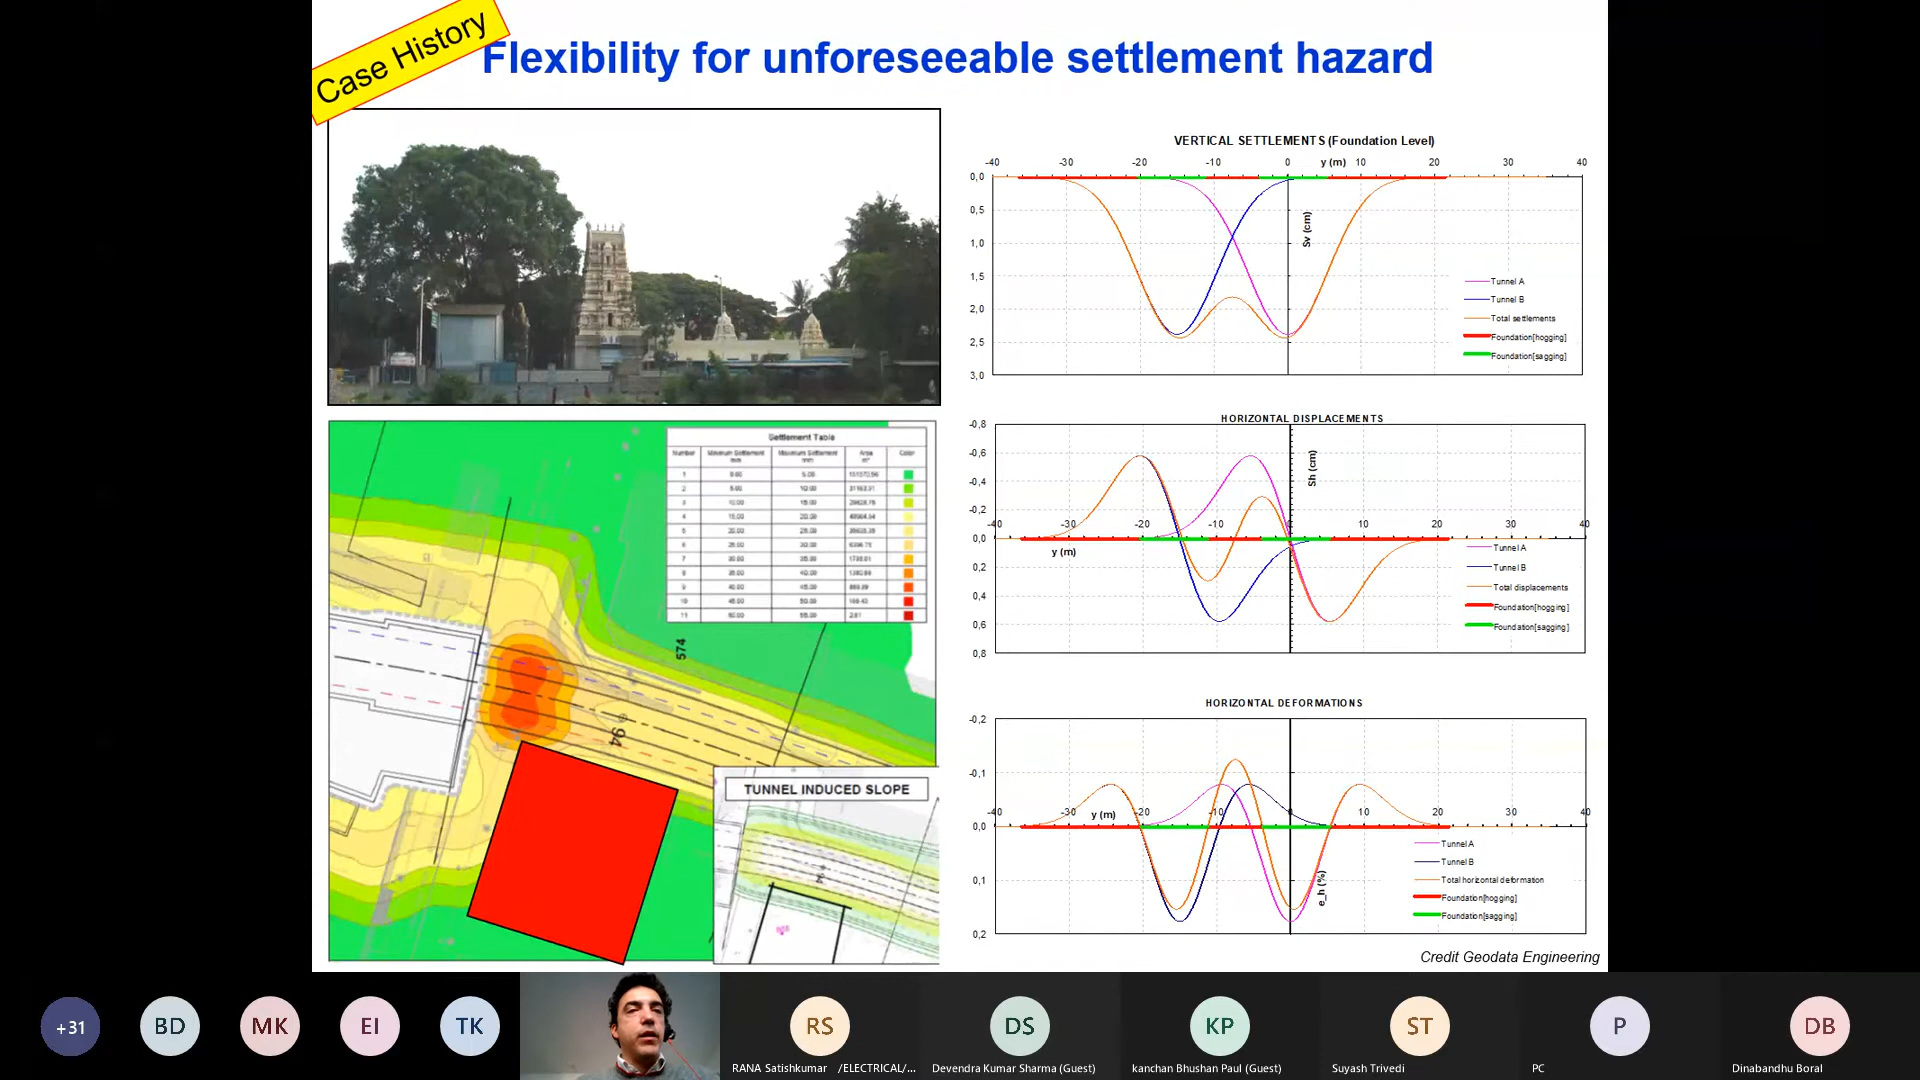 Case History
Flexibility for unforeseeable settlement hazard
VERTICAL SETTLEMENTS (Foundation Level)
-40 -30 -20 -10 0 y (m) 10 20 30 40
0,0
0,5
1,0
1,5
2,0
2,5
3,0
Sv (cm)
Tunnel A
Tunnel B
Total settlements
Foundation[hogging]
Foundation[sagging]
HORIZONTAL DISPLACEMENTS
-0,8
-0,6
-0,4
-0,2
-40 -30 -20 -10 0 10 20 30 40
0,0
0,2
0,4
0,6
0,8
y (m)
Sh (cm)
Tunnel A
Tunnel B
Total displacements
Foundation[hogging]
Foundation[sagging]
HORIZONTAL DEFORMATIONS
-0,2
-0,1
-40 -30 y (m) -20 -10 0 10 20 30 40
0,0
0,1
0,2
e_h (%)
Tunnel A
Tunnel B
Total horizontal deformation
Foundation[hogging]
Foundation[sagging]
Settlement Table
Number
Area
Color
574
94
TUNNEL INDUCED SLOPE
94
Credit Geodata Engineering
+31
BD
MK
EI
TK
RS
DS
KP
ST
P
DB
RANA Satishkumar /ELECTRICAL/...
Devendra Kumar Sharma (Guest)
kanchan Bhushan Paul (Guest)
Suyash Trivedi
PC
Dinabandhu Boral